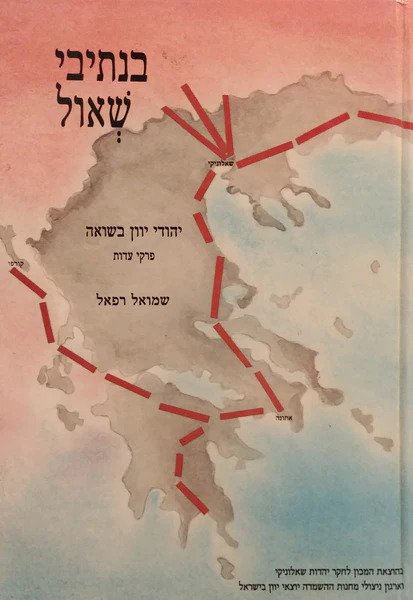 בנתיבי
שְׁאוֹל
שאלוניקי
יהודי יוון בשואה
פרקי עדות
שמואל רפאל
קורפו
אתונה
בהוצאת המכון לחקר יהדות שאלוניקי
וארגון ניצולי מחנות ההשמדה יוצאי יוון בישראל